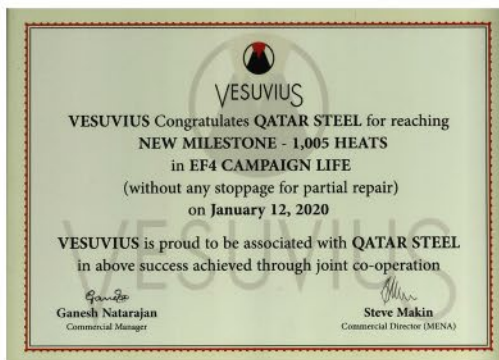 VESUVIUS
VESUVIUS Congratulates QATAR STEEL for reaching
NEW MILESTONE - 1,005 HEATS
in EF4 CAMPAIGN LIFE
(without any stoppage for partial repair)
on January 12, 2020
VESUVIUS is proud to be associated with QATAR STEEL
in above success achieved through joint co-operation
Ganesh Natarajan
Commercial Manager
Steve Makin
Commercial Director (MENA)
VESUVIUS